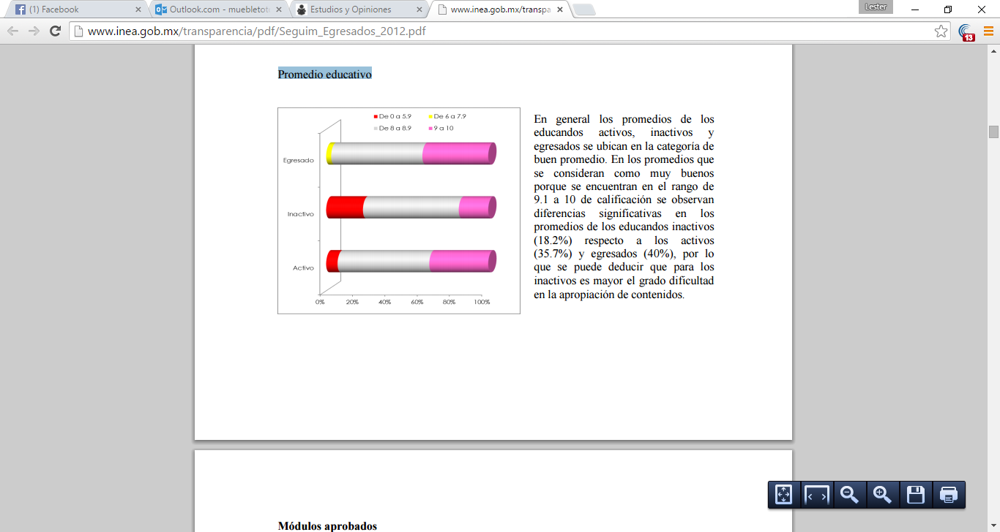 (1) Facebook
Outlook.com - muebletot
Estudios y Opiniones
www.inea.gob.mx/transpa
Lester
www.inea.gob.mx/transparencia/pdf/Seguim_Egresados_2012.pdf
13
Promedio educativo
De 0 a 5.9
De 6 a 7.9
De 8 a 8.9
9 a 10
Egresado
Inactivo
Activo
0% 20% 40% 60% 80% 100%
En general los promedios de los
educandos activos, inactivos y
egresados se ubican en la categoría de
buen promedio. En los promedios que
se consideran como muy buenos
porque se encuentran en el rango de
9.1 a 10 de calificación se observan
diferencias significativas en los
promedios de los educandos inactivos
(18.2%) respecto a los activos
(35.7%) y egresados (40%), por lo
que se puede deducir que para los
inactivos es mayor el grado dificultad
en la apropiación de contenidos.
Módulos aprobados